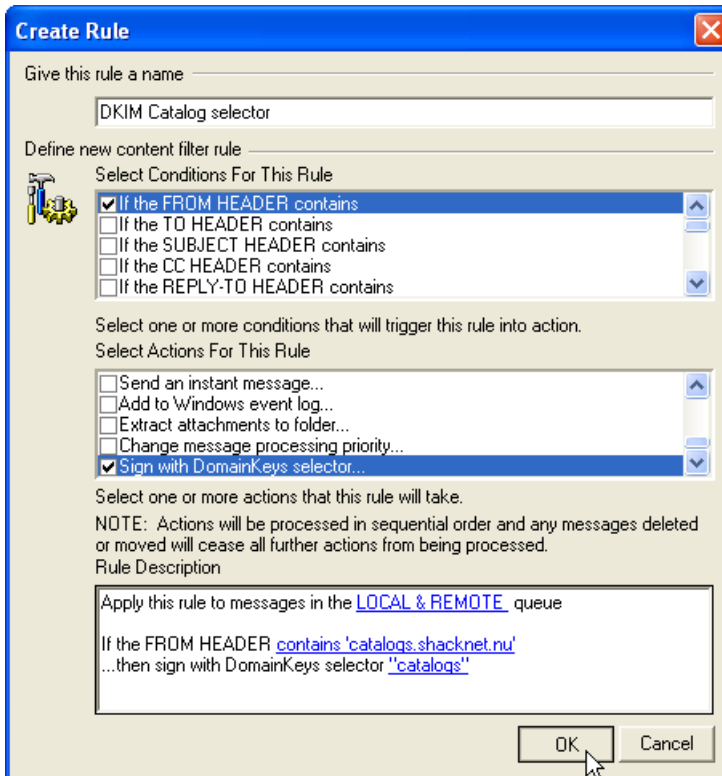 Create Rule
Give this rule a name
DKIM Catalog selector
Define new content filter rule
Select Conditions For This Rule
If the FROM HEADER contains
If the TO HEADER contains
If the SUBJECT HEADER contains
If the CC HEADER contains
If the REPLY-TO HEADER contains
Select one or more conditions that will trigger this rule into action.
Select Actions For This Rule
Send an instant message...
Add to Windows event log...
Extract attachments to folder...
Change message processing priority...
Sign with DomainKeys selector...
Select one or more actions that this rule will take.
NOTE:  Actions will be processed in sequential order and any messages deleted
or moved will cease all further actions from being processed.
Rule Description
Apply this rule to messages in the LOCAL & REMOTE  queue
If the FROM HEADER contains 'catalogs.shacknet.nu'
...then sign with DomainKeys selector "catalogs"
OK Cancel